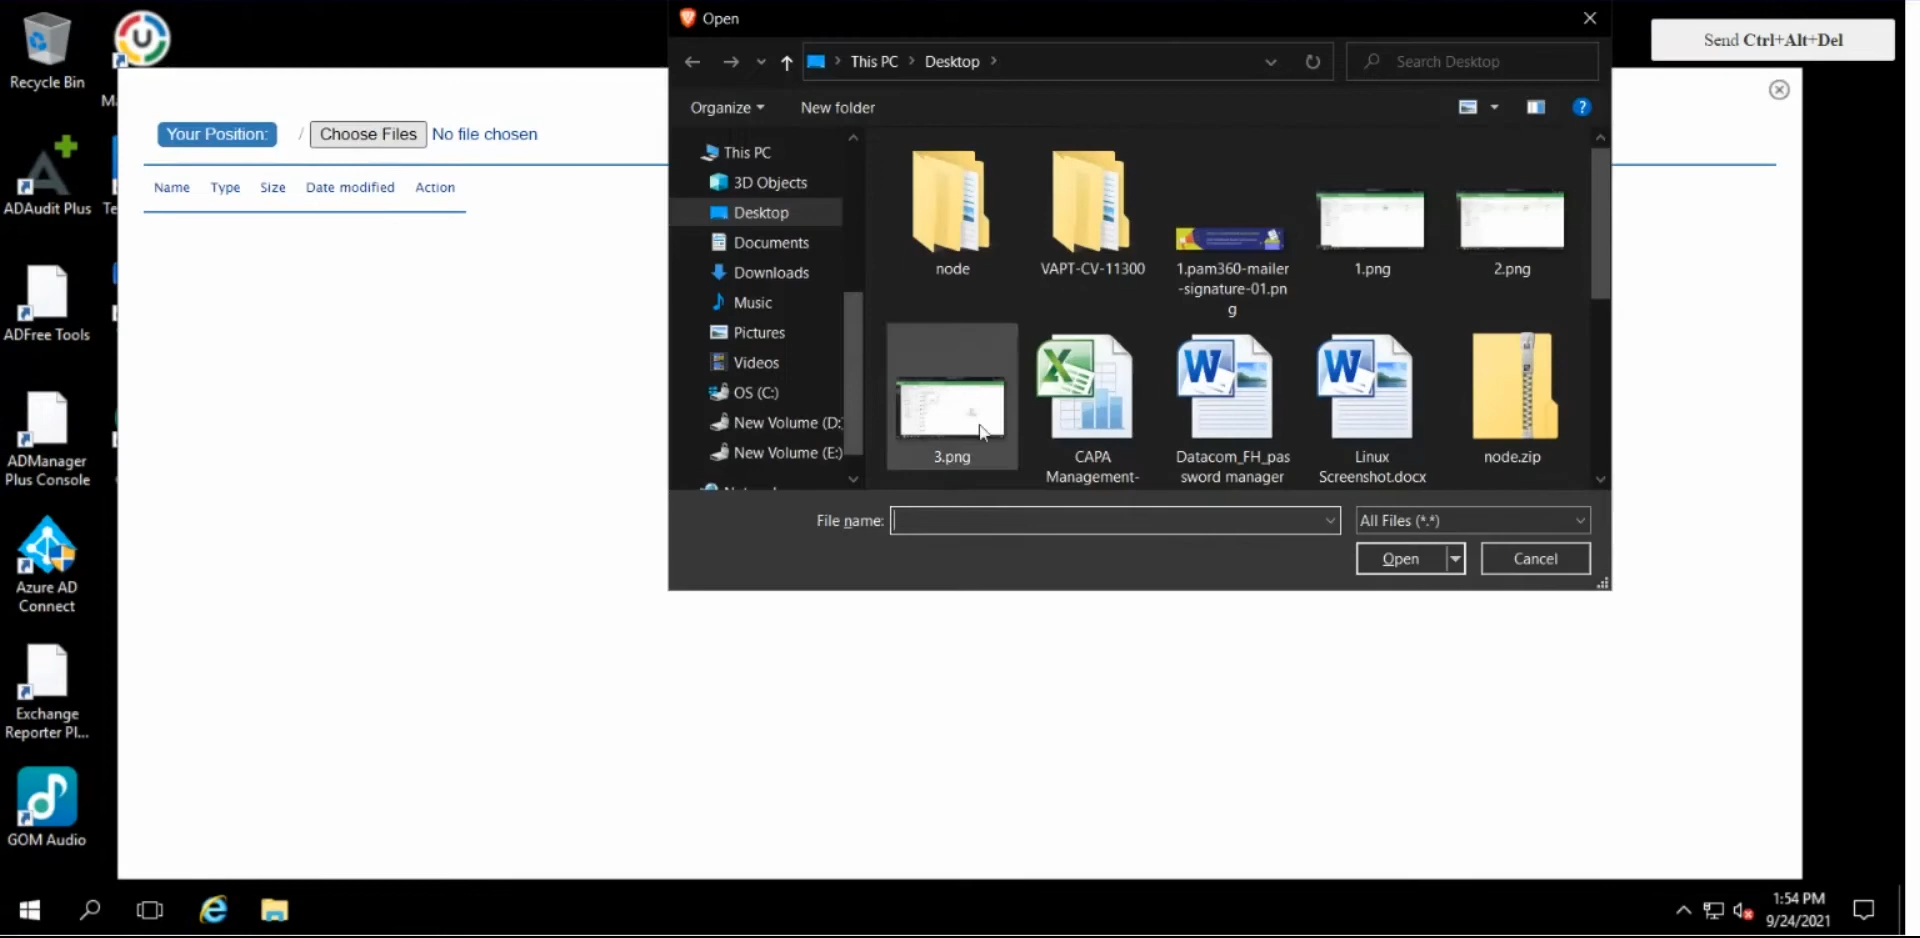 Recycle Bin
ADAudit Plus
ADFree Tools
ADManager
Plus Console
Azure AD
Connect
Exchange
Reporter Pl...
GOM Audio
Your Position:
/
Choose Files
No file chosen
Name
Type
Size
Date modified
Action
Open
This PC
Desktop
Search Desktop
Organize
New folder
This PC
3D Objects
Desktop
Documents
Downloads
Music
Pictures
Videos
OS (C:)
New Volume (D:
New Volume (E:)
node
VAPT-CV-11300
1.pam360-mailer
-signature-01.pn
g
1.png
2.png
3.png
CAPA
Management-
Datacom_FH_pas
sword manager
Linux
Screenshot.docx
node.zip
File name:
All Files (*.*)
Open
Cancel
Send Ctrl+Alt+Del
1:54 PM
9/24/2021